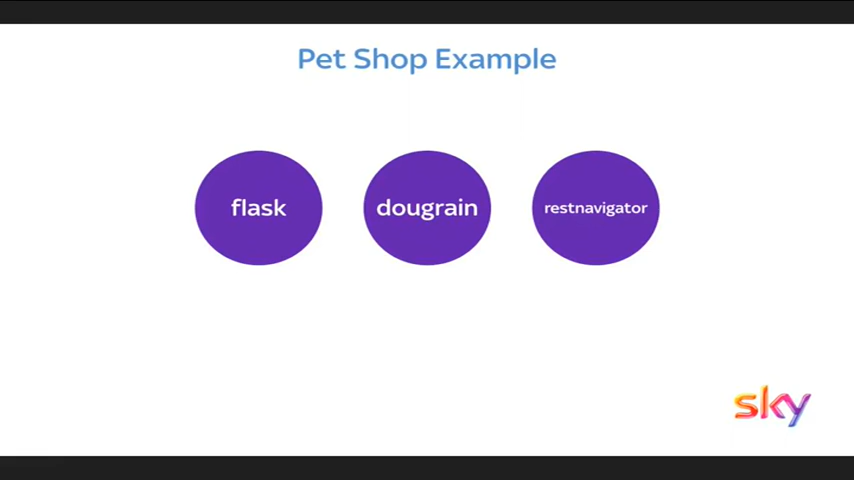 Pet Shop Example
flask
dougrain
restnavigator
sky